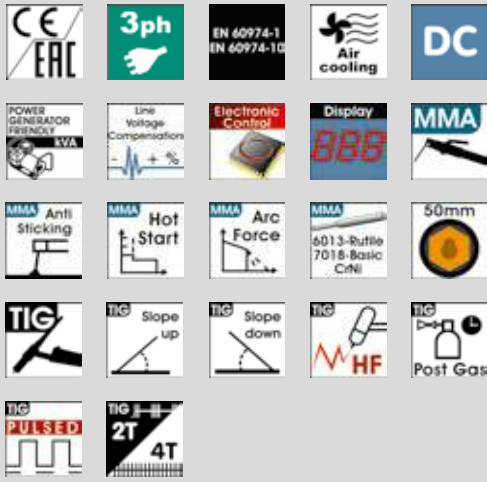 CE
EAC
3ph
EN 60974-1
EN 60974-10
Air
cooling
DC
POWER
GENERATOR
FRIENDLY
kVA
Line
Voltage
Compensation
- + %
Electronic
Control
Display
888
MMA
MMA Anti
Sticking
MMA Hot
Start
MMA Arc
Force
MMA
6013-Rutile
7018-Basic
CrNi
50mm
TIG
TIG Slope
up
TIG Slope
down
TIG
HF
TIG
Post Gas
TIG
PULSED
TIG
2T
4T